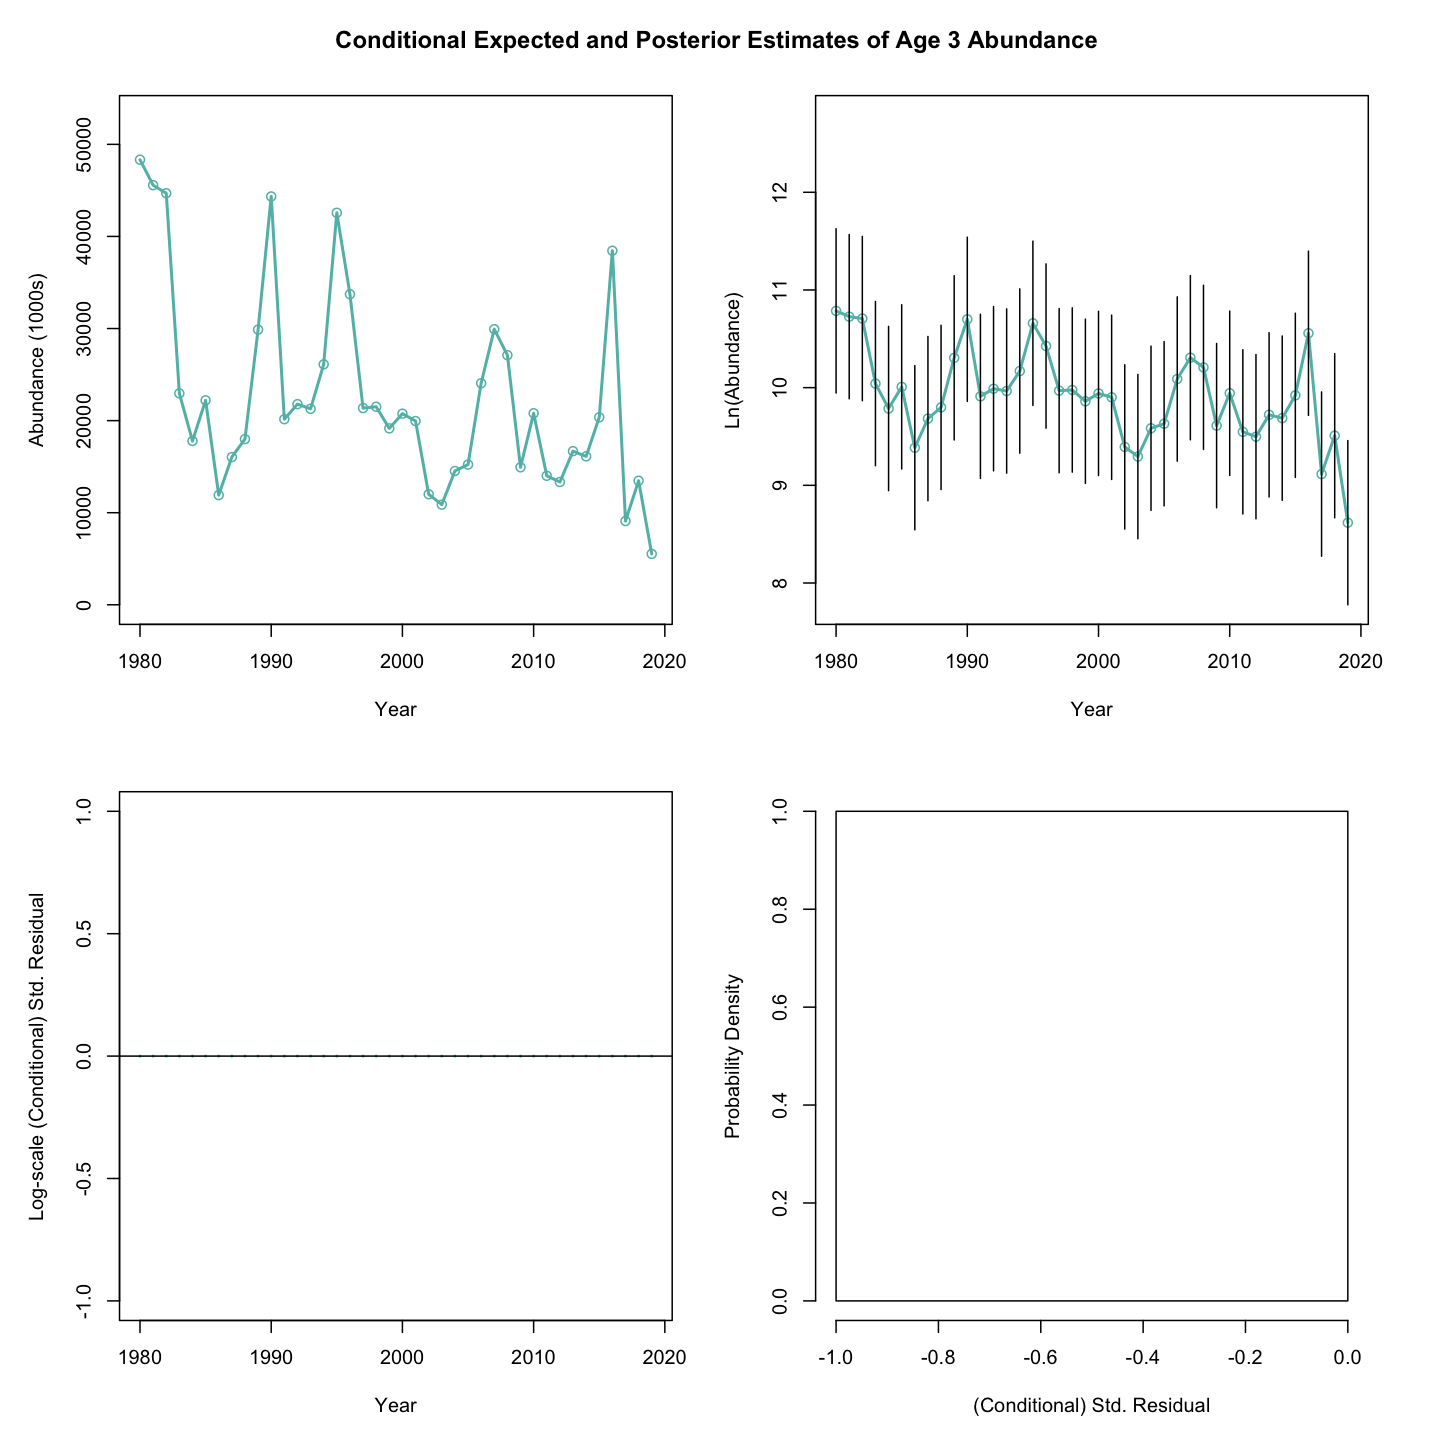 Conditional Expected and Posterior Estimates of Age 3 Abundance
Abundance (1000s)
50000
40000
30000
20000
10000
0
1980 1990 2000 2010 2020
Year
Ln(Abundance)
12
11
10
9
8
1980 1990 2000 2010 2020
Year
Log-scale (Conditional) Std. Residual
1.0
0.5
0.0
-0.5
-1.0
1980 1990 2000 2010 2020
Year
Probability Density
1.0
0.8
0.6
0.4
0.2
0.0
-1.0 -0.8 -0.6 -0.4 -0.2 0.0
(Conditional) Std. Residual